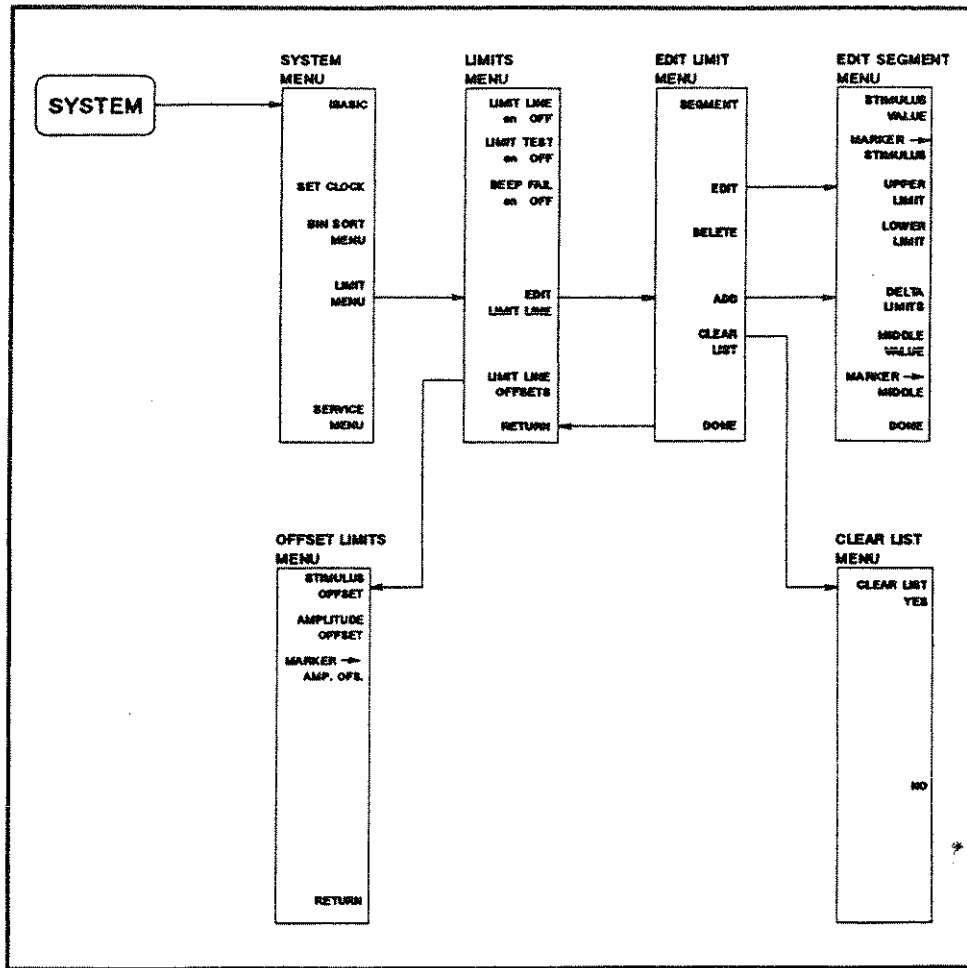 SYSTEM
SYSTEM
MENU
IBASIC
SET CLOCK
BIN SORT
MENU
LIMIT
MENU
SERVICE
MENU
LIMITS
MENU
LIMIT LINE
on OFF
LIMIT TEST
on OFF
BEEP FAIL
on OFF
EDIT
LIMIT LINE
LIMIT LINE
OFFSETS
RETURN
EDIT LIMIT
MENU
SEGMENT
EDIT
DELETE
ADD
CLEAR
LIST
DONE
EDIT SEGMENT
MENU
STIMULUS
VALUE
MARKER →
STIMULUS
UPPER
LIMIT
LOWER
LIMIT
DELTA
LIMITS
MIDDLE
VALUE
MARKER →
MIDDLE
DONE
OFFSET LIMITS
MENU
STIMULUS
OFFSET
AMPLITUDE
OFFSET
MARKER →
AMP. OFS.
RETURN
CLEAR LIST
MENU
CLEAR LIST
YES
NO